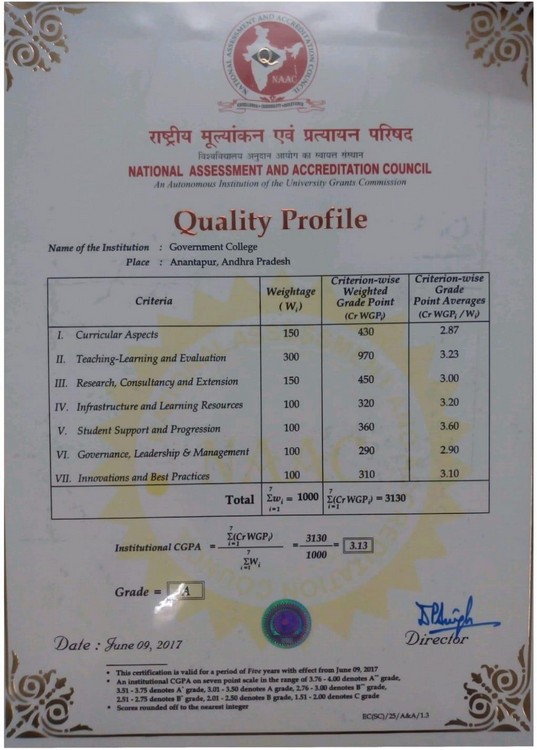 NATIONAL ASSESSMENT AND ACCREDITATION COUNCIL
NAAC
राष्ट्रीय मूल्यांकन एवं प्रत्यायन परिषद
विश्वविद्यालय अनुदान आयोग का स्वायत्त संस्थान
NATIONAL ASSESSMENT AND ACCREDITATION COUNCIL
An Autonomous Institution of the University Grants Commission
Quality Profile
Name of the Institution : Government College
Place : Anantapur, Andhra Pradesh
Criteria Weightage (Wi) Criterion-wise Weighted Grade Point (Cr WGPi) Criterion-wise Grade Point Averages (Cr WGPi / Wi)
I. Curricular Aspects 150 430 2.87
II. Teaching-Learning and Evaluation 300 970 3.23
III. Research, Consultancy and Extension 150 450 3.00
IV. Infrastructure and Learning Resources 100 320 3.20
V. Student Support and Progression 100 360 3.60
VI. Governance, Leadership & Management 100 290 2.90
VII. Innovations and Best Practices 100 310 3.10
Total 7 Σwi i=1 = 1000 7 Σ(Cr WGPi) i=1 = 3130
Institutional CGPA = 7 Σ(Cr WGPi) i=1 / 7 ΣWi i=1 = 3130 / 1000 = 3.13
Grade = A
Date : June 09, 2017
Director
• This certification is valid for a period of Five years with effect from June 09, 2017
• An institutional CGPA on seven point scale in the range of 3.76 - 4.00 denotes A++ grade,
3.51 - 3.75 denotes A+ grade, 3.01 - 3.50 denotes A grade, 2.76 - 3.00 denotes B++ grade,
2.51 - 2.75 denotes B+ grade, 2.01 - 2.50 denotes B grade, 1.51 - 2.00 denotes C grade
• Scores rounded off to the nearest integer
EC(SC)/25/A&A/1.3